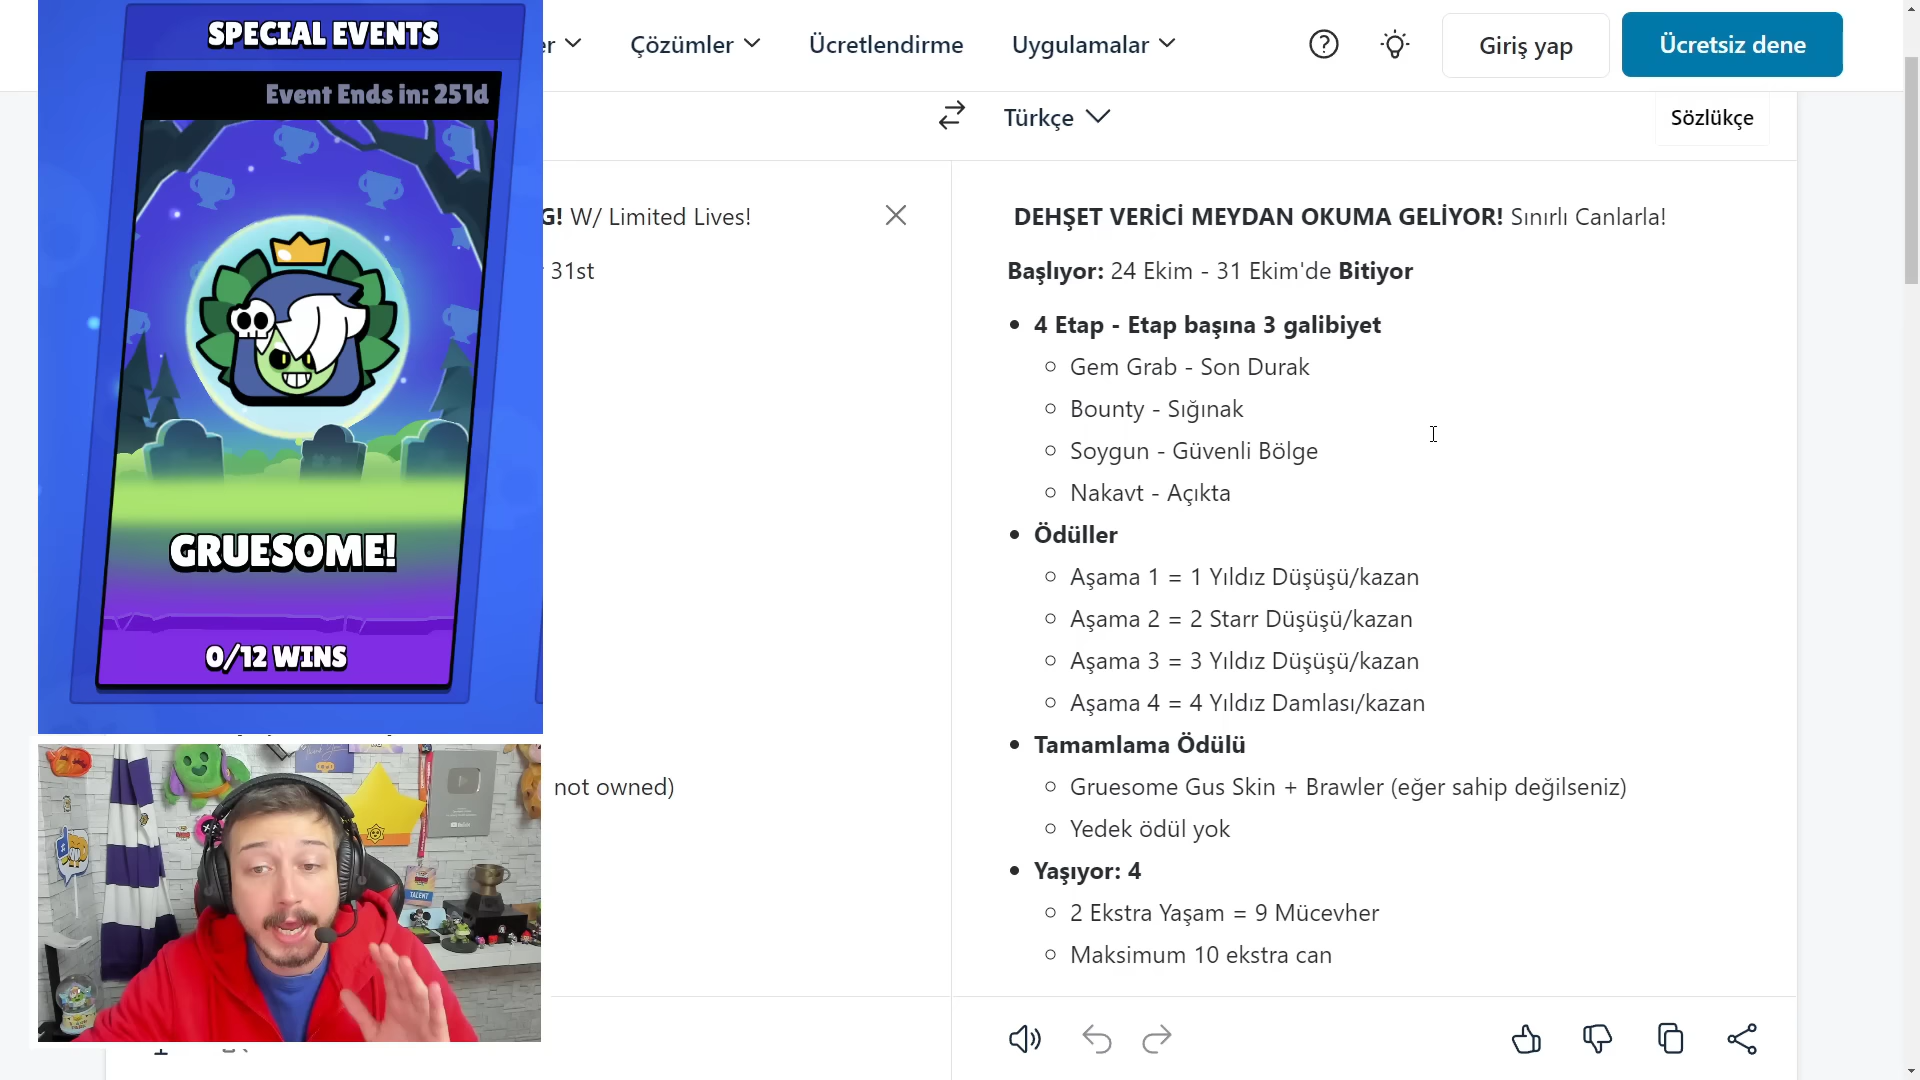 SPECIAL EVENTS
Event Ends in: 251d
GRUESOME!
0/12 WINS
Çözümler
Ücretlendirme
Uygulamalar
Giriş yap
Ücretsiz dene
Türkçe
Sözlükçe
G! W/ Limited Lives!
31st
not owned)
DEHŞET VERİCİ MEYDAN OKUMA GELİYOR! Sınırlı Canlarla!
Başlıyor: 24 Ekim - 31 Ekim'de Bitiyor
4 Etap - Etap başına 3 galibiyet
Gem Grab - Son Durak
Bounty - Sığınak
Soygun - Güvenli Bölge
Nakavt - Açıkta
Ödüller
Aşama 1 = 1 Yıldız Düşüşü/kazan
Aşama 2 = 2 Starr Düşüşü/kazan
Aşama 3 = 3 Yıldız Düşüşü/kazan
Aşama 4 = 4 Yıldız Damlası/kazan
Tamamlama Ödülü
Gruesome Gus Skin + Brawler (eğer sahip değilseniz)
Yedek ödül yok
Yaşıyor: 4
2 Ekstra Yaşam = 9 Mücevher
Maksimum 10 ekstra can
TALENT